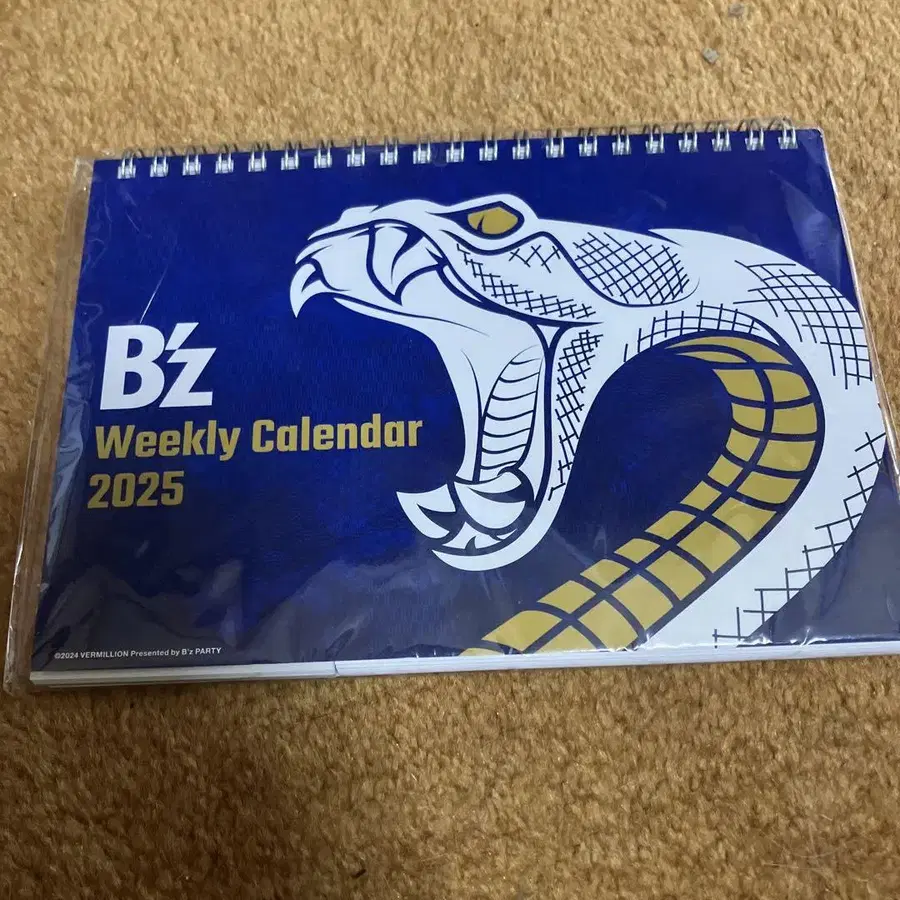 B'z
Weekly Calendar
2025
©2024 VERMILLION Presented by B'z PARTY